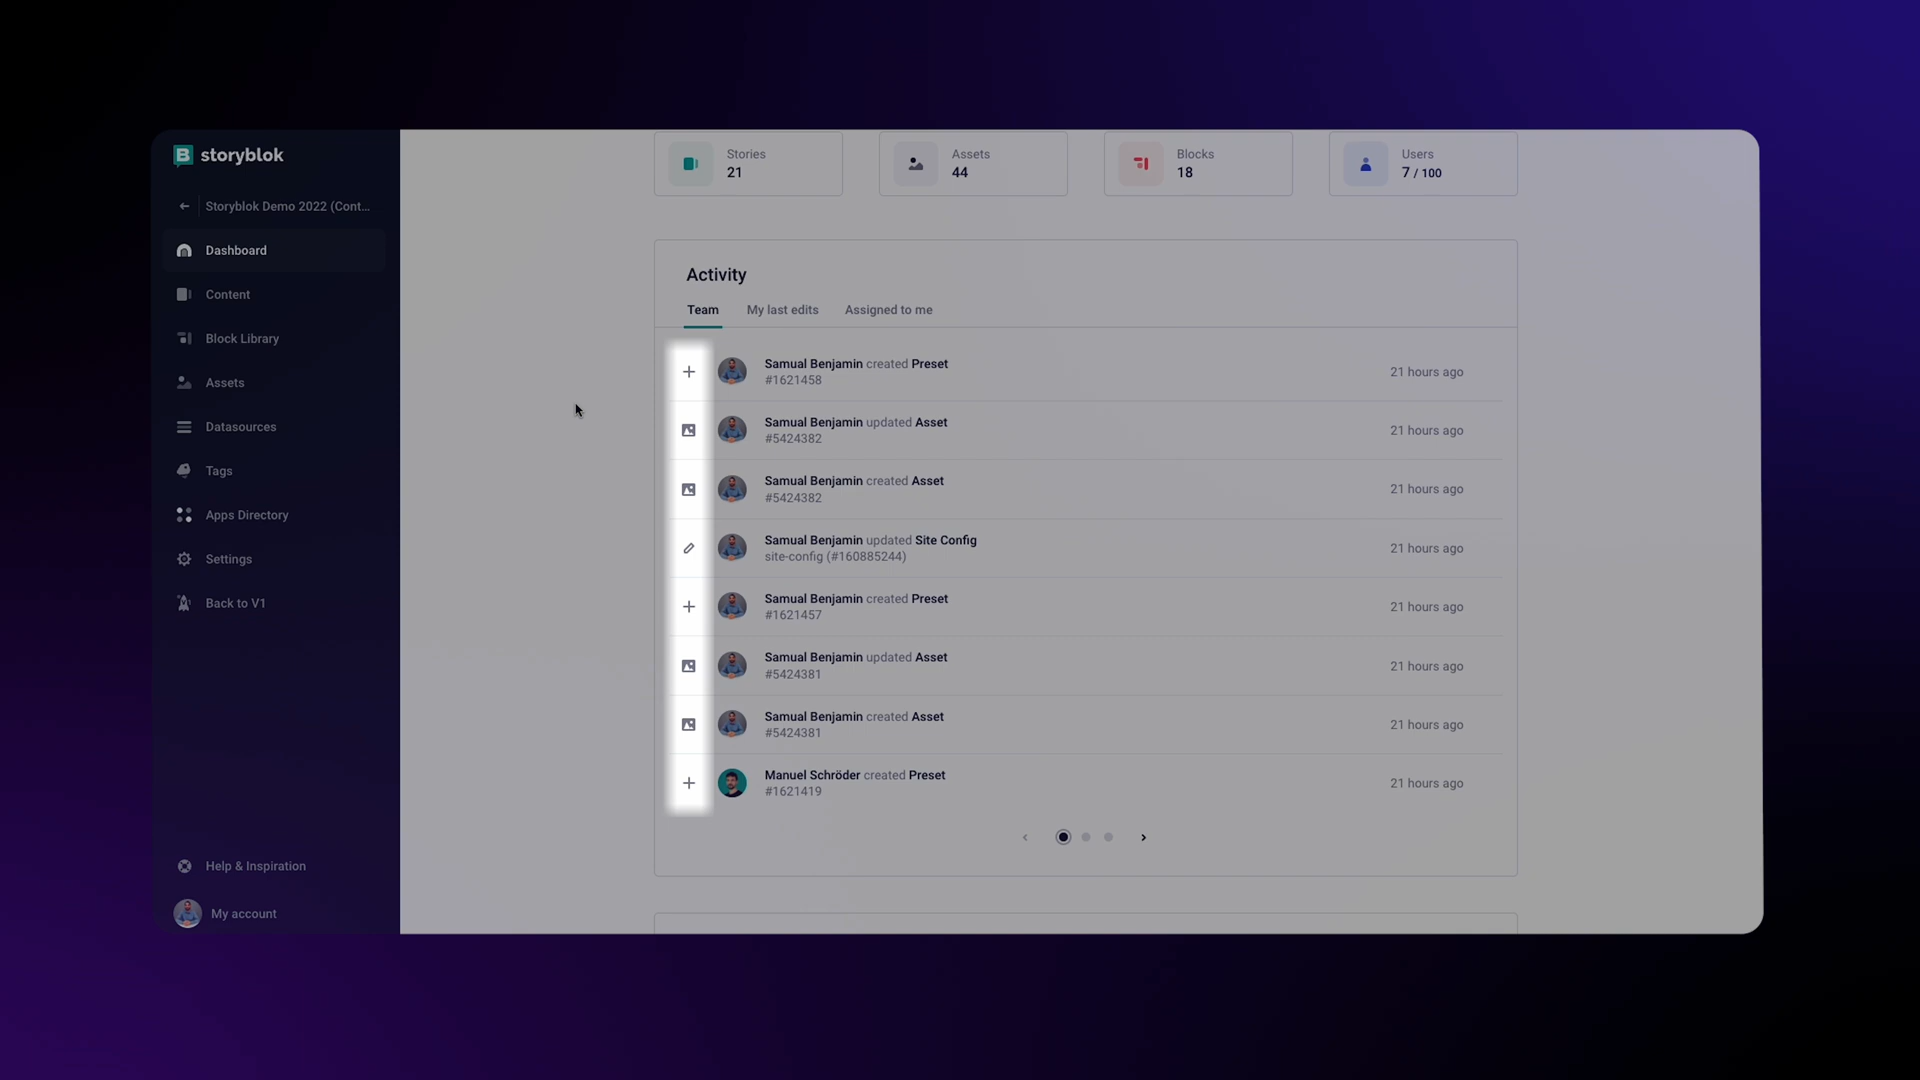 storyblok
Storyblok Demo 2022 (Cont...
Dashboard
Content
Block Library
Assets
Datasources
Tags
Apps Directory
Settings
Back to V1
Help & Inspiration
My account
Stories
21
Assets
44
Blocks
18
Users
7 / 100
Activity
Team My last edits Assigned to me
Samual Benjamin created Preset
#1621458
21 hours ago
Samual Benjamin updated Asset
#5424382
21 hours ago
Samual Benjamin created Asset
#5424382
21 hours ago
Samual Benjamin updated Site Config
site-config (#160885244)
21 hours ago
Samual Benjamin created Preset
#1621457
21 hours ago
Samual Benjamin updated Asset
#5424381
21 hours ago
Samual Benjamin created Asset
#5424381
21 hours ago
Manuel Schröder created Preset
#1621419
21 hours ago